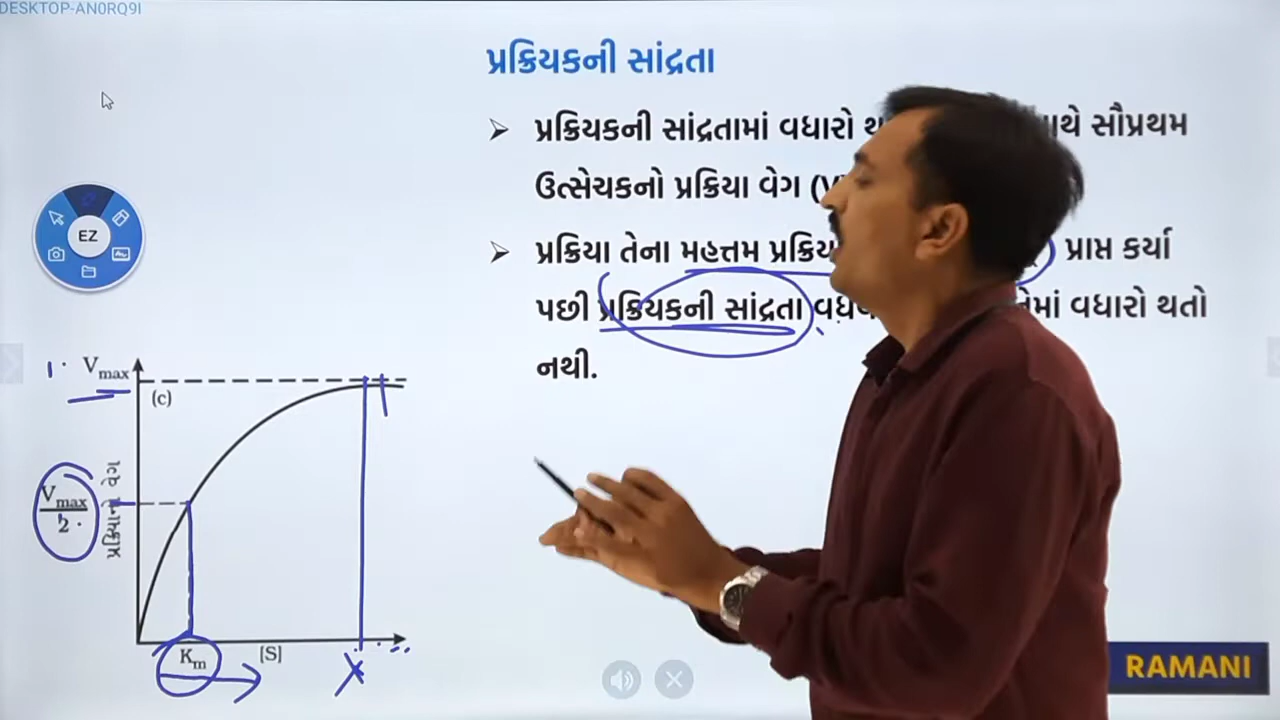 DESKTOP-AN0RQ9I
પ્રક્રિયકની સાંદ્રતા
➢ પ્રક્રિયકની સાંદ્રતામાં વધારો સૌપ્રથમ
ઉત્સેચકનો પ્રક્રિયા વેગ
➢ પ્રક્રિયા તેના મહત્તમ પ્રાપ્ત કર્યા
પછી પ્રક્રિયકની સાંદ્રતા વધારો થતો
નથી.
EZ
1. Vmax
(c)
Vmax
2
પ્રક્રિયાનો વેગ
Km [S]
X
RAMANI